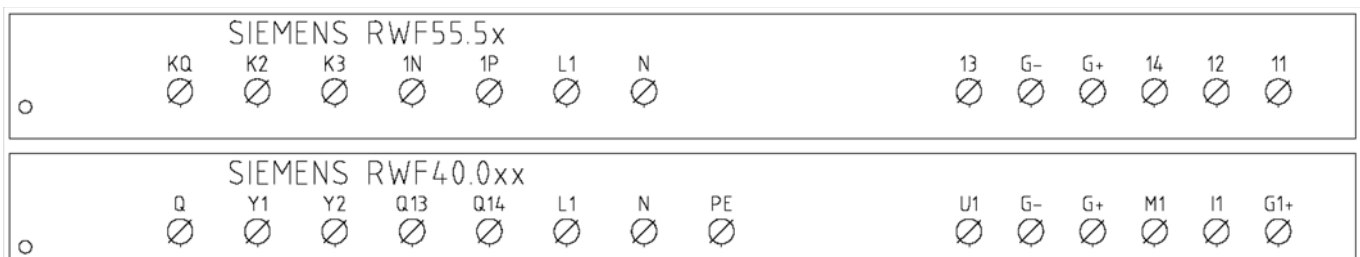 SIEMENS RWF55.5x
KQ K2 K3 1N 1P L1 N 13 G- G+ 14 12 11
SIEMENS RWF40.0xx
Q Y1 Y2 Q13 Q14 L1 N PE U1 G- G+ M1 I1 G1+